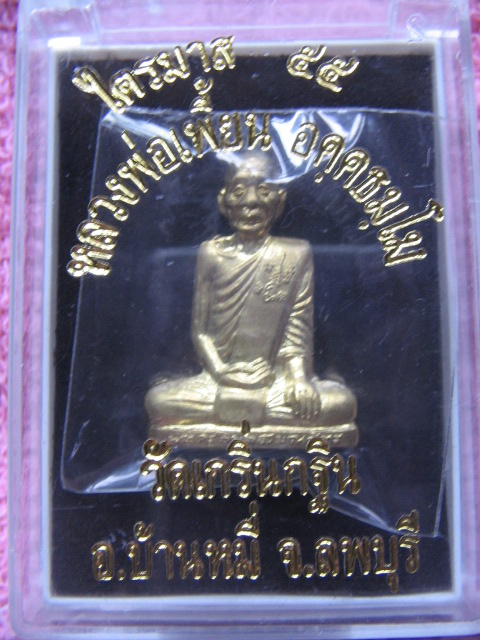 ไตรมาส ๕๕
หลวงพ่อเพี้ยน อคฺคธมฺโม
วัดเกริ่นกฐิน
อ.บ้านหมี่ จ.ลพบุรี